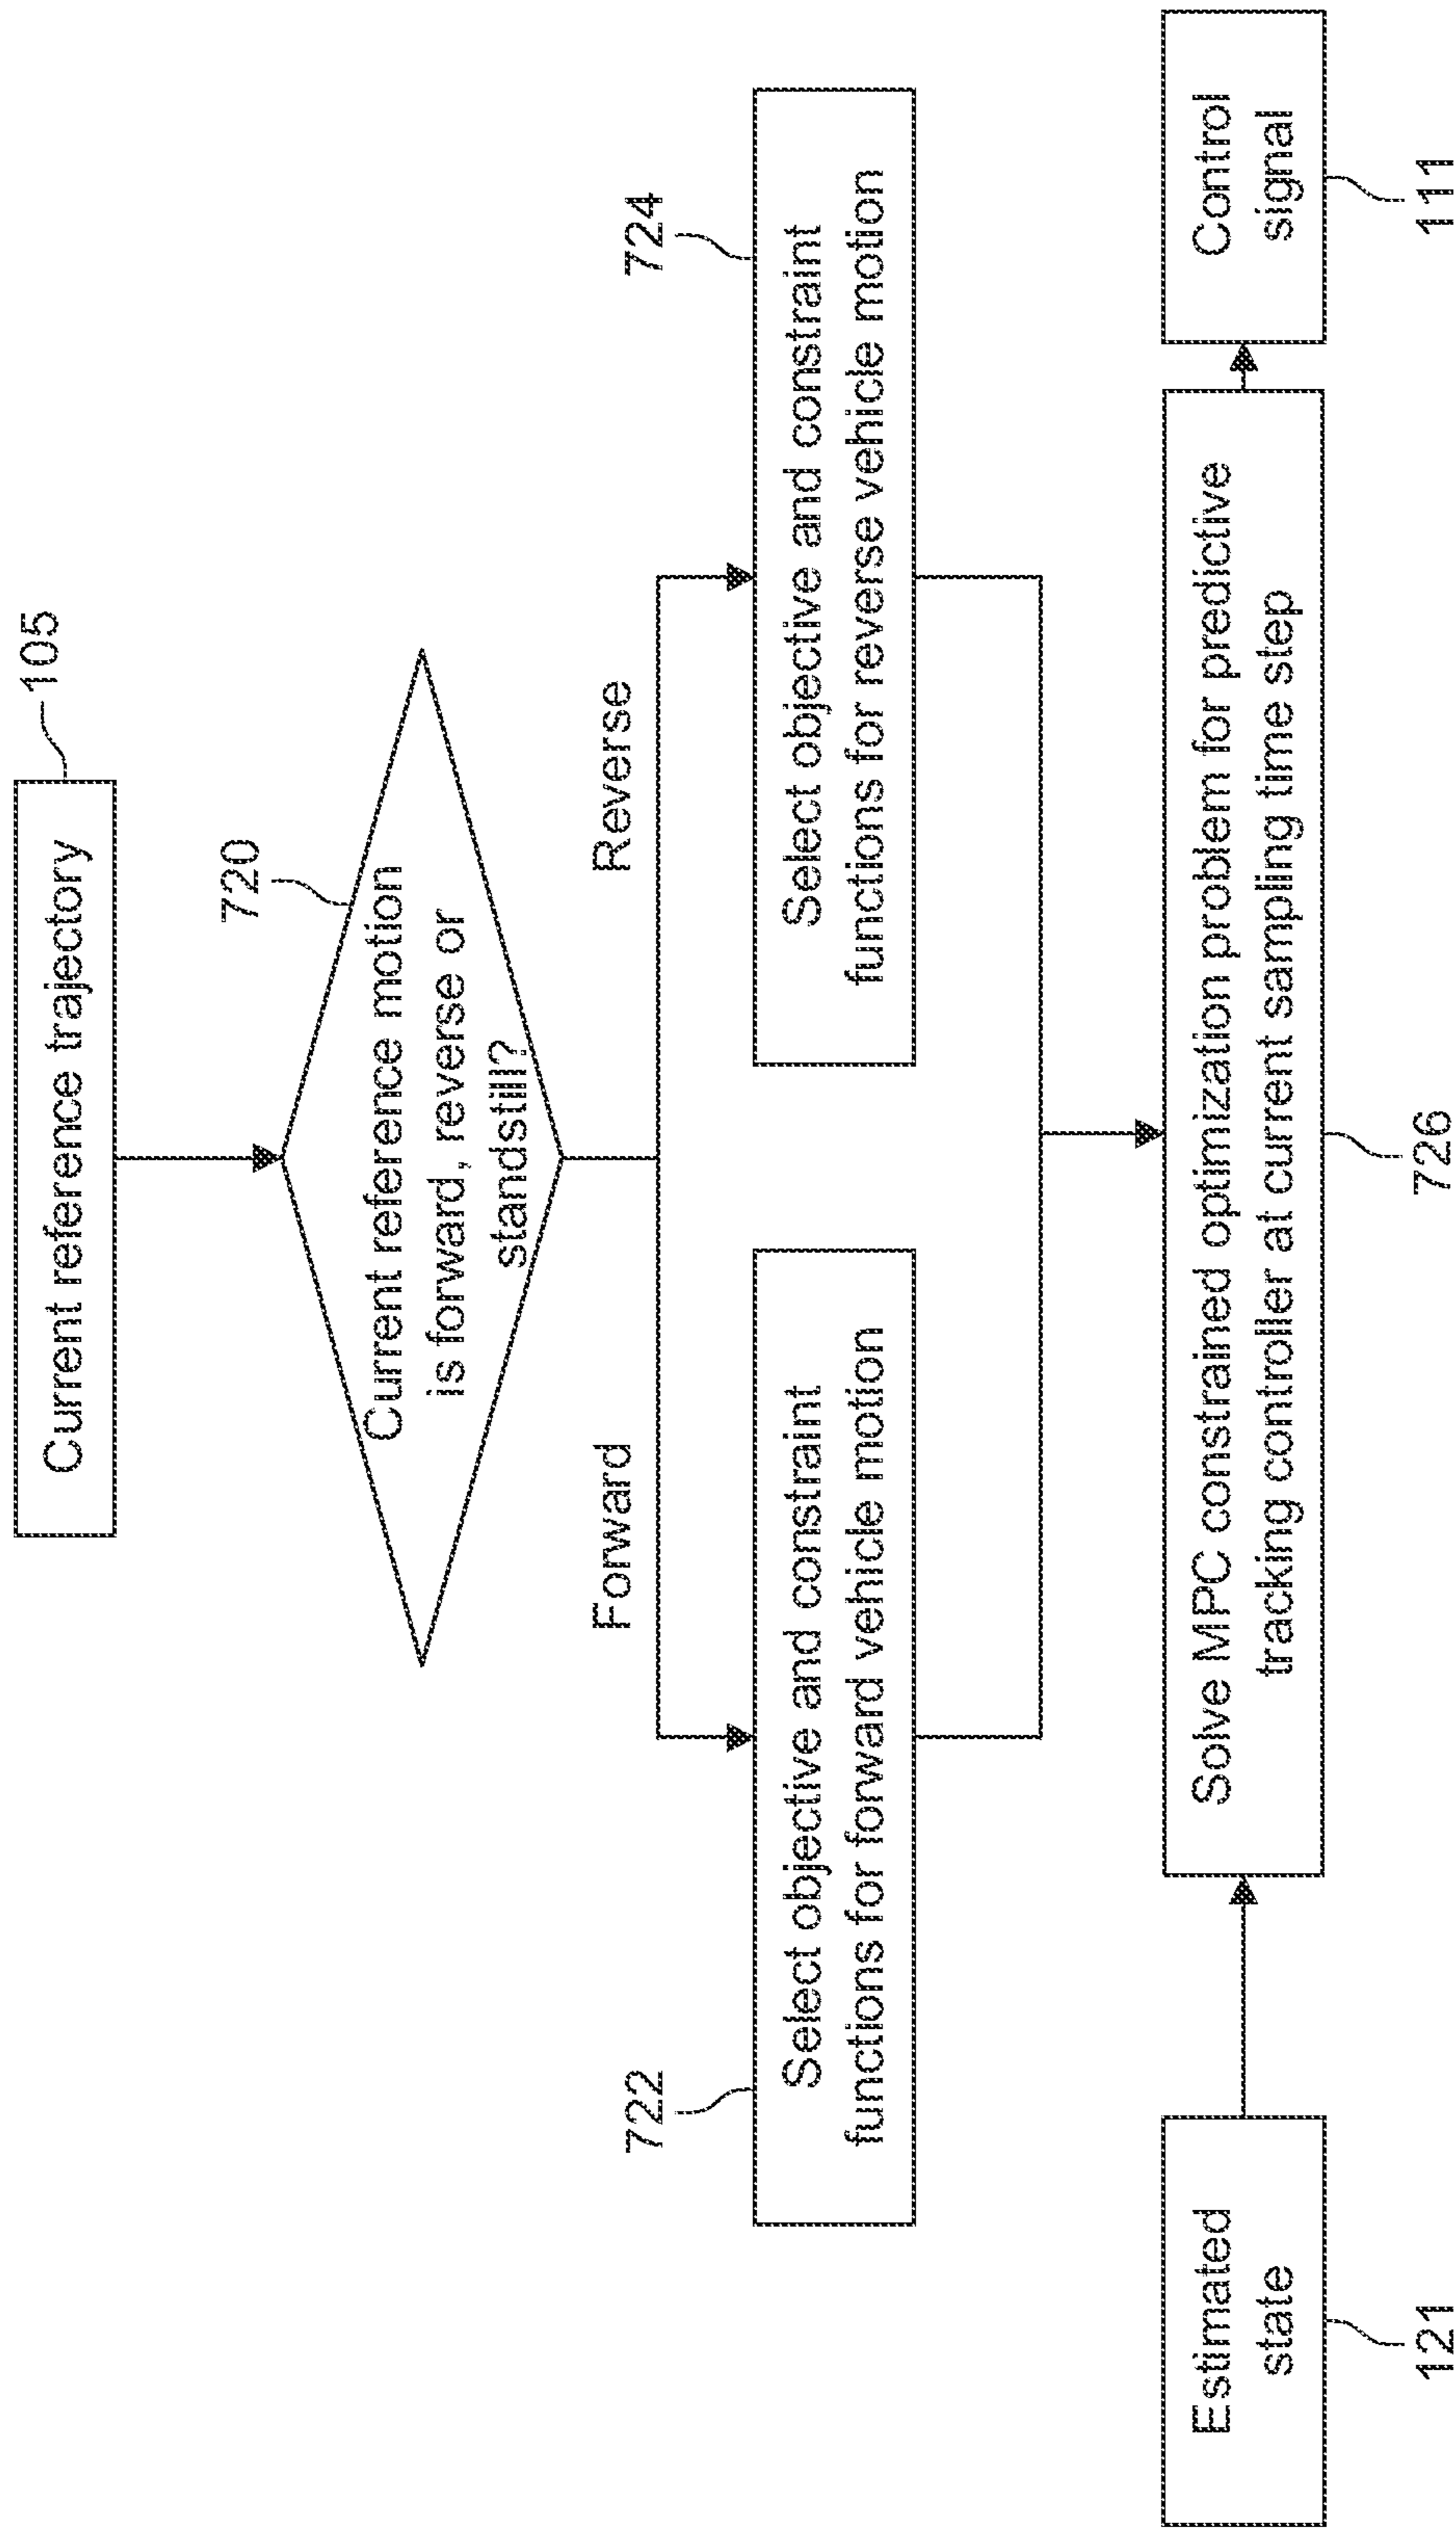 Current reference trajectory
105
720
Current reference motion
is forward, reverse or
standstill?
Forward
Reverse
722
Select objective and constraint
functions for forward vehicle motion
724
Select objective and constraint
functions for reverse vehicle motion
Estimated
state
121
Solve MPC constrained optimization problem for predictive
tracking controller at current sampling time step
726
Control
signal
111